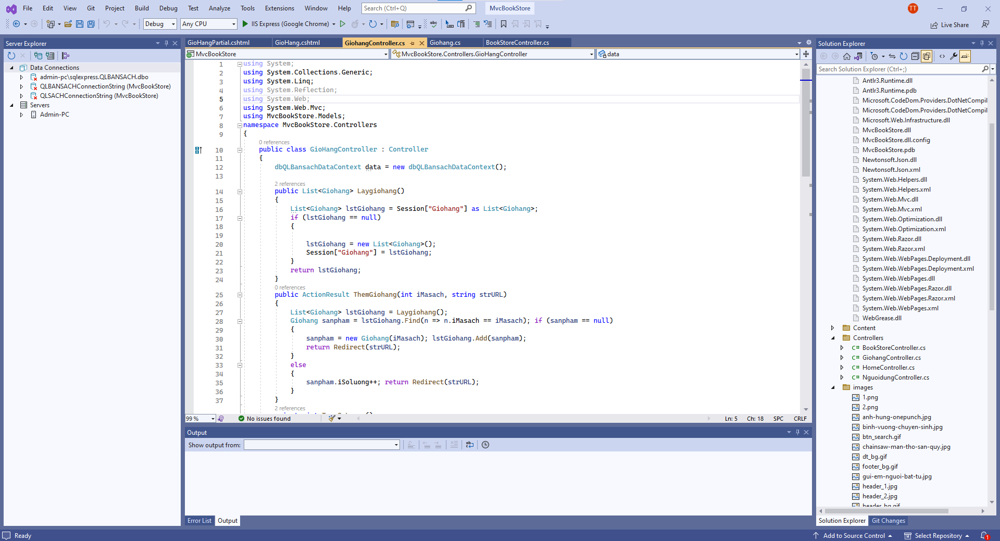 File Edit View Git Project Build Debug Test Analyze Tools Extensions Window Help Search (Ctrl+Q) MvcBookStore TT
Debug Any CPU IIS Express (Google Chrome) Live Share
Server Explorer
Data Connections
admin-pc\sqlexpress.QLBANSACH.dbo
QLBANSACHConnectionString (MvcBookStore)
QLSACHConnectionString (MvcBookStore)
Servers
Admin-PC
GioHangPartial.cshtml GioHang.cshtml GiohangController.cs Giohang.cs BookStoreController.cs
MvcBookStore MvcBookStore.Controllers.GioHangController data
1 using System;
2 using System.Collections.Generic;
3 using System.Linq;
4 using System.Reflection;
5 using System.Web;
6 using System.Web.Mvc;
7 using MvcBookStore.Models;
8 namespace MvcBookStore.Controllers
9 {
0 references
10 public class GioHangController : Controller
11 {
12 dbQLBansachDataContext data = new dbQLBansachDataContext();
13
2 references
14 public List<Giohang> Laygiohang()
15 {
16 List<Giohang> lstGiohang = Session["Giohang"] as List<Giohang>;
17 if (lstGiohang == null)
18 {
19
20 lstGiohang = new List<Giohang>();
21 Session["Giohang"] = lstGiohang;
22 }
23 return lstGiohang;
24 }
0 references
25 public ActionResult ThemGiohang(int iMasach, string strURL)
26 {
27 List<Giohang> lstGiohang = Laygiohang();
28 Giohang sanpham = lstGiohang.Find(n => n.iMasach == iMasach); if (sanpham == null)
29 {
30 sanpham = new Giohang(iMasach); lstGiohang.Add(sanpham);
31 return Redirect(strURL);
32 }
33 else
34 {
35 sanpham.iSoluong++; return Redirect(strURL);
36 }
37 }
2 references
99 % No issues found Ln: 5 Ch: 18 SPC CRLF
Output
Show output from:
Error List Output
Solution Explorer
Search Solution Explorer (Ctrl+;)
Antlr3.Runtime.dll
Antlr3.Runtime.pdb
Microsoft.CodeDom.Providers.DotNetCompil
Microsoft.CodeDom.Providers.DotNetCompil
Microsoft.Web.Infrastructure.dll
MvcBookStore.dll
MvcBookStore.dll.config
MvcBookStore.pdb
Newtonsoft.Json.dll
Newtonsoft.Json.xml
System.Web.Helpers.dll
System.Web.Helpers.xml
System.Web.Mvc.dll
System.Web.Mvc.xml
System.Web.Optimization.dll
System.Web.Optimization.xml
System.Web.Razor.dll
System.Web.Razor.xml
System.Web.WebPages.Deployment.dll
System.Web.WebPages.Deployment.xml
System.Web.WebPages.dll
System.Web.WebPages.Razor.dll
System.Web.WebPages.Razor.xml
System.Web.WebPages.xml
WebGrease.dll
Content
Controllers
C# BookStoreController.cs
C# GiohangController.cs
C# HomeController.cs
C# NguoidungController.cs
images
1.png
2.png
anh-hung-onepunch.jpg
binh-vuong-chuyen-sinh.jpg
btn_search.gif
chainsaw-man-tho-san-quy.jpg
dt_bg.gif
footer_bg.gif
gui-em-nguoi-bat-tu.jpg
header_1.jpg
header_2.jpg
header_bg.gif
Solution Explorer Git Changes
Ready Add to Source Control Select Repository 1